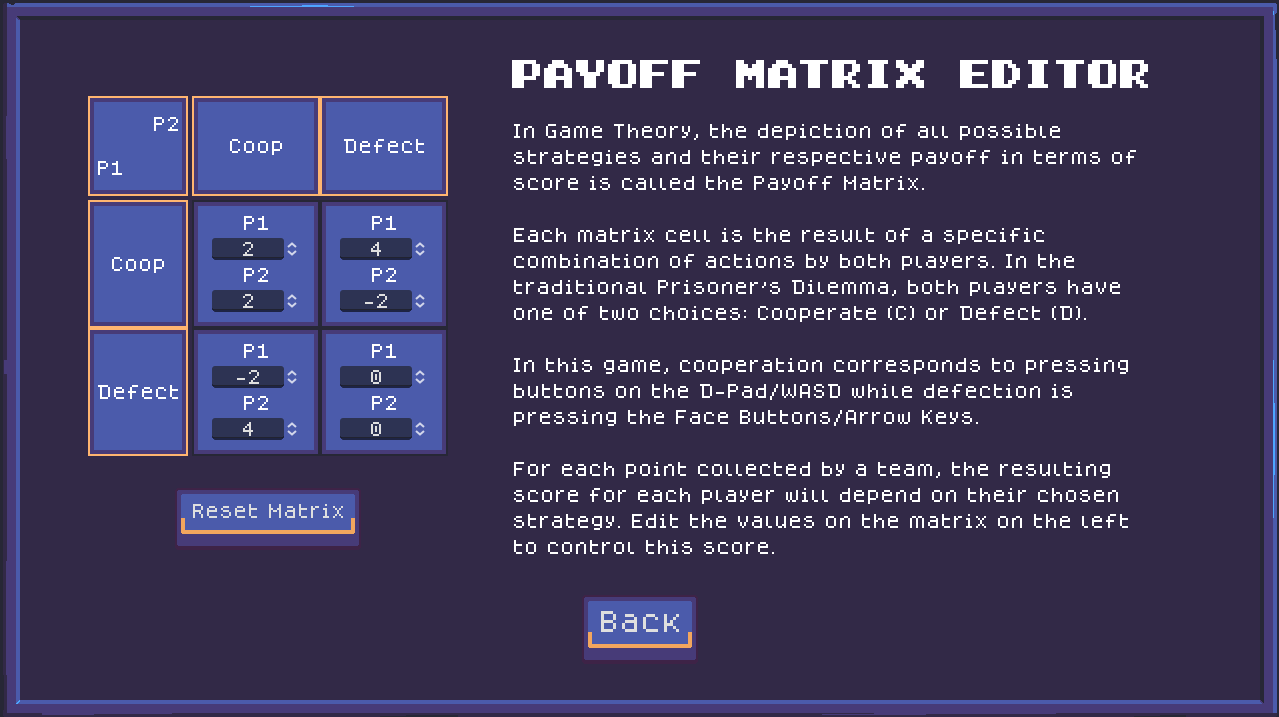 PAYOFF MATRIX EDITOR
P2
P1
Coop
Defect
Coop
P1
2
P2
2
P1
4
P2
-2
Defect
P1
-2
P2
4
P1
0
P2
0
Reset Matrix
In Game Theory, the depiction of all possible
strategies and their respective payoff in terms of
score is called the Payoff Matrix.
Each matrix cell is the result of a specific
combination of actions by both players. In the
traditional Prisoner's Dilemma, both players have
one of two choices: Cooperate (C) or Defect (D).
In this game, cooperation corresponds to pressing
buttons on the D-Pad/WASD while defection is
pressing the Face Buttons/Arrow Keys.
For each point collected by a team, the resulting
score for each player will depend on their chosen
strategy. Edit the values on the matrix on the left
to control this score.
Back